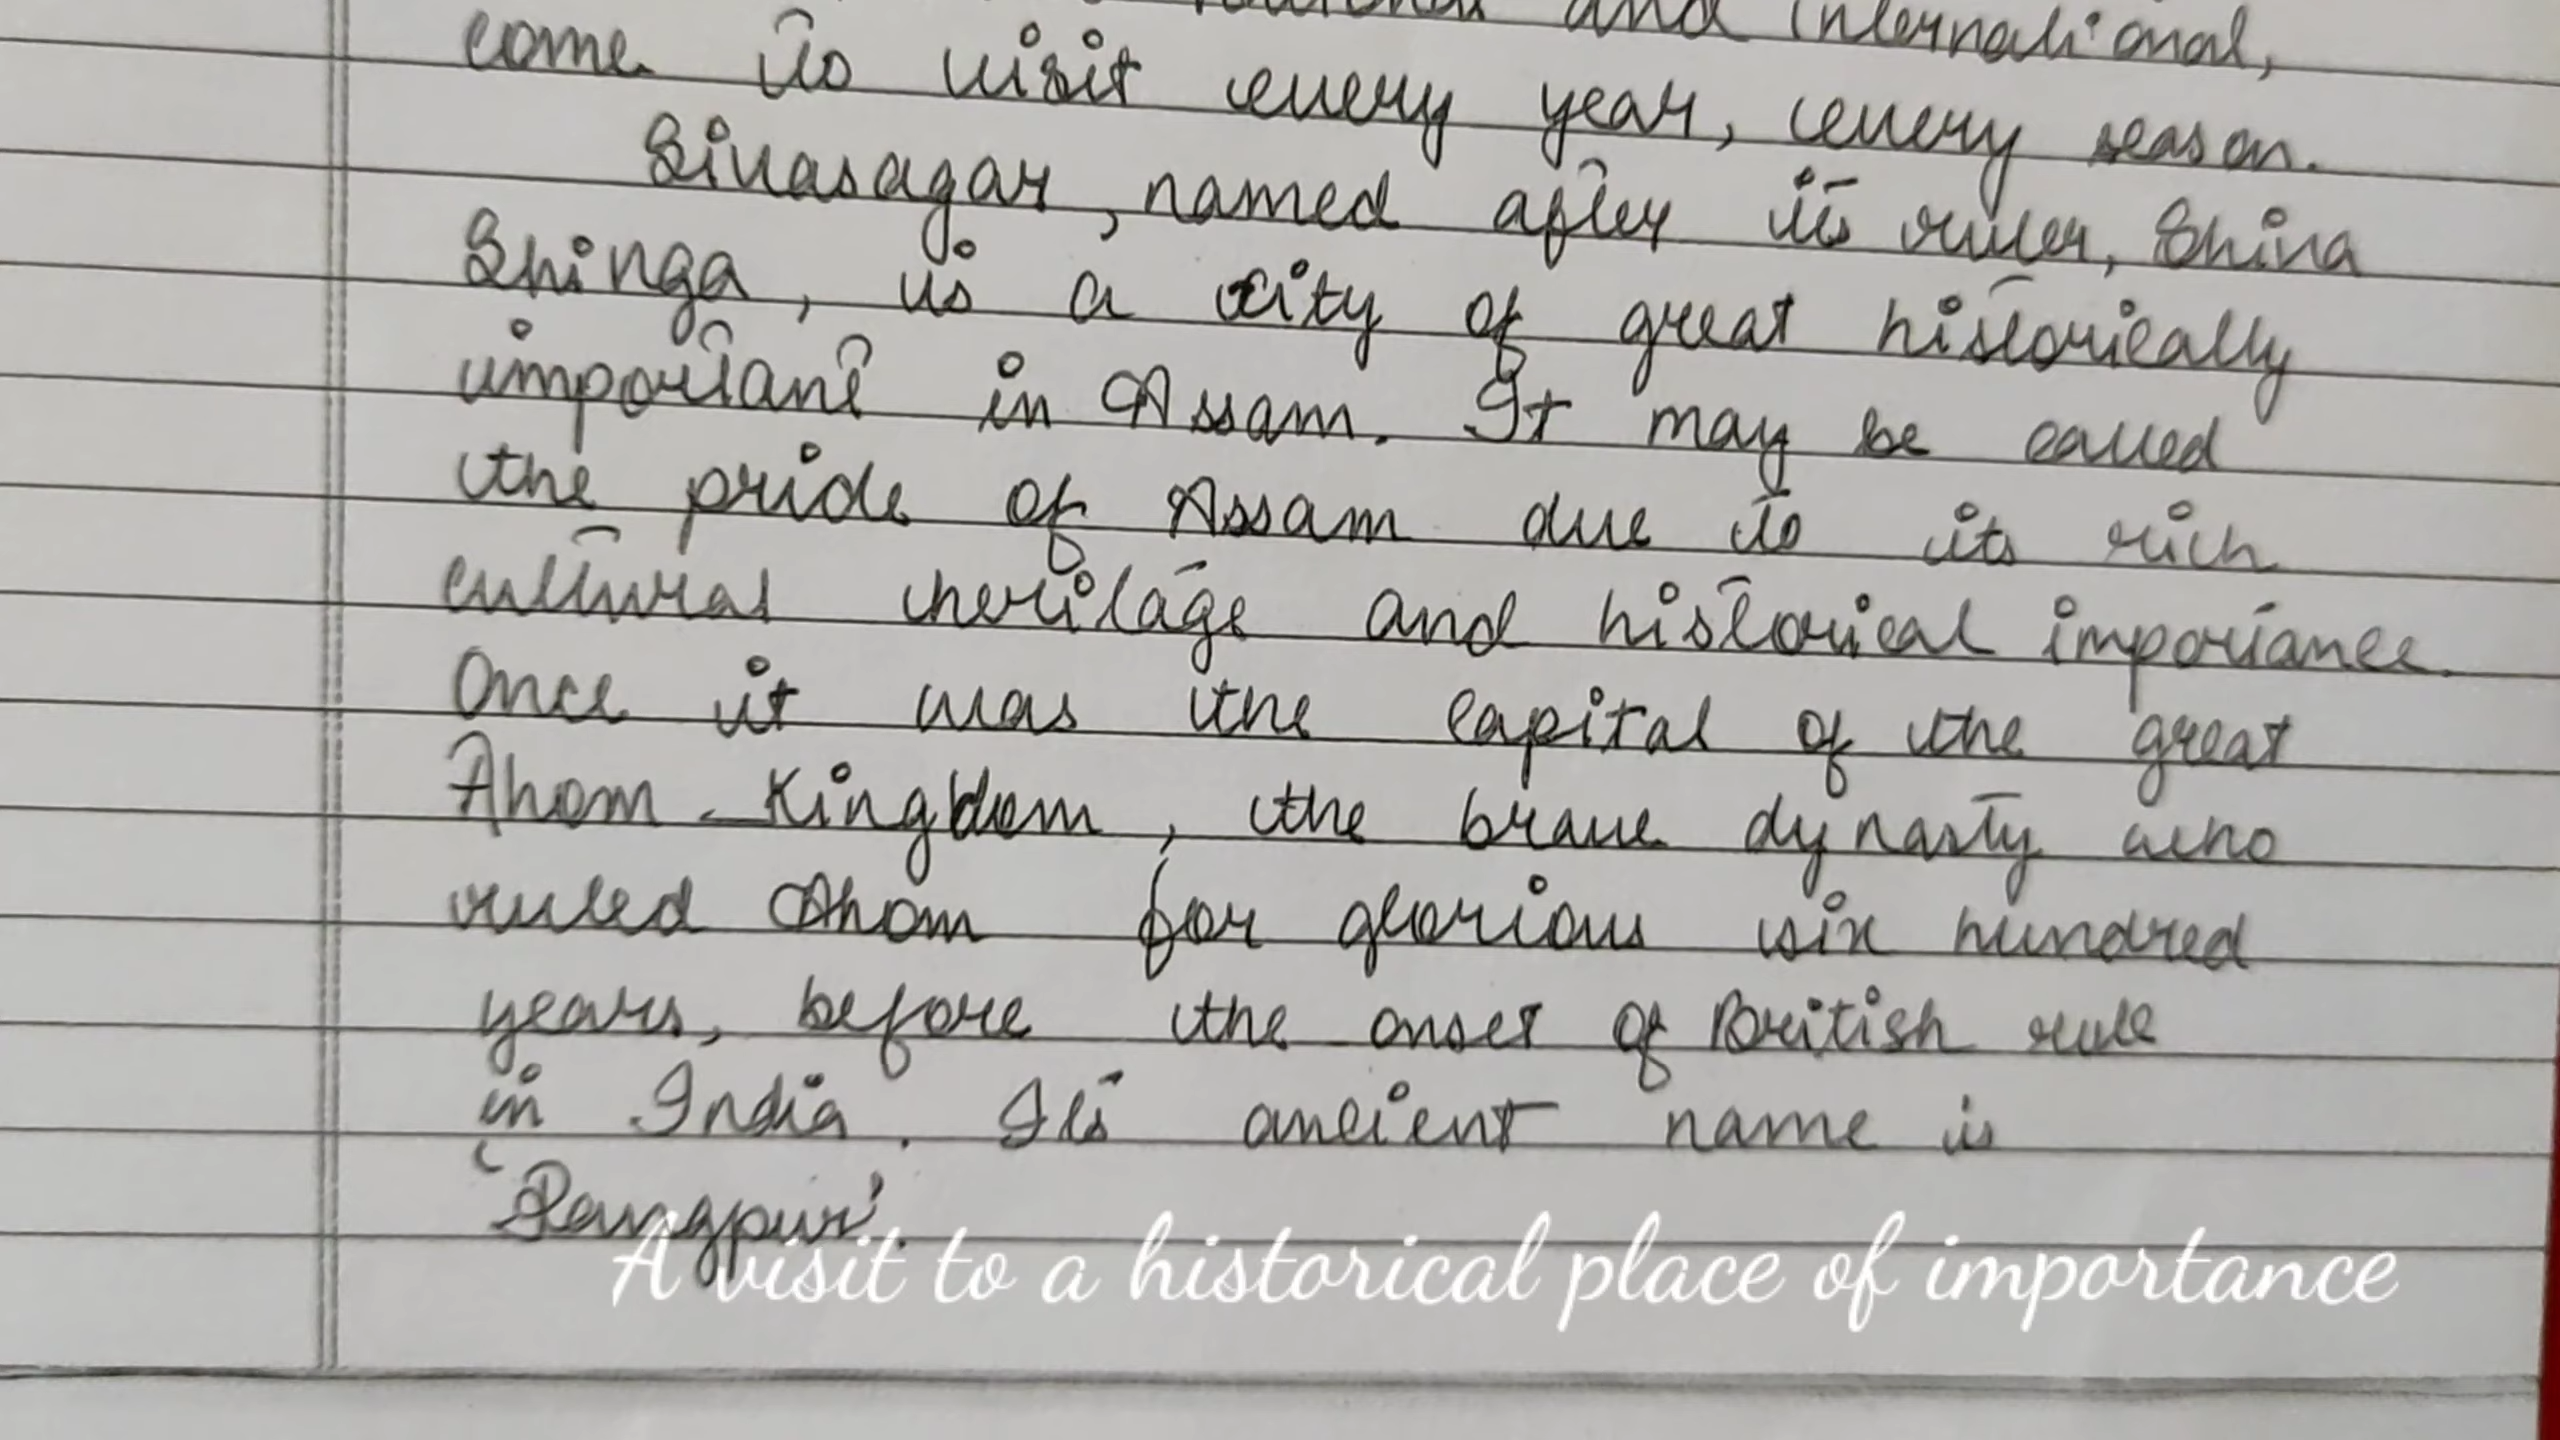 and international,
come to visit every year, every season.
Sivasagar, named after its ruler, Shiva
Shinga, is a city of great historically
important in Assam. It may be called
the pride of Assam due to its rich
cultural heritage and historical importance.
Once it was the capital of the great
Ahom - Kingdom, the brave dynasty who
ruled Ahom for glorious six hundred
years, before the onset of British rule
in India. Its ancient name is
'Rangpur'.
A visit to a historical place of importance